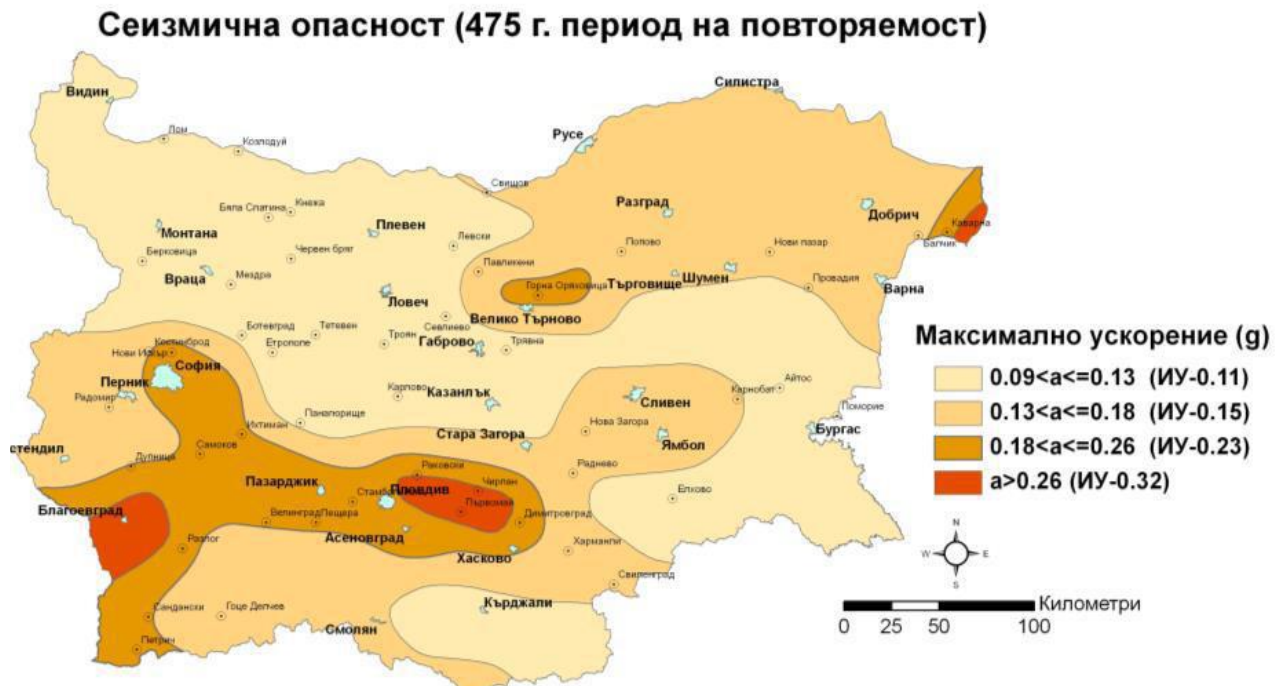 Сеизмична опасност (475 г. период на повторяемост)
Видин
Силистра
Лом
Козлодуй
Русе
Свищов
Бяла Слатина
Кнежа
Разград
Добрич
Каварна
Монтана
Плевен
Балчик
Левски
Попово
Нови пазар
Берковица
Червен бряг
Враца
Мездра
Павликени
Горна Оряховица
Търговище
Шумен
Провадия
Варна
Ловеч
Велико Търново
Севлиево
Ботевград
Тетевен
Троян
Габрово
Трявна
Етрополе
Костенброд
Нови Искър
София
Перник
Радомир
Карлово
Казанлък
Сливен
Карнобат
Айтос
Поморие
Панагюрище
Ихтиман
Стара Загора
Нова Загора
Ямбол
Бургас
стендил
Самоков
Дупница
Раковски
Раднево
Пазарджик
Пловдив
Чирпан
Елхово
Благоевград
Първомай
Велинград
Пещера
Асеновград
Димитровград
Разлог
Хасково
Харманли
Свиленград
Сандански
Гоце Делчев
Кърджали
Смолян
Петрич
Максимално ускорение (g)
0.09<a<=0.13 (ИУ-0.11)
0.13<a<=0.18 (ИУ-0.15)
0.18<a<=0.26 (ИУ-0.23)
a>0.26 (ИУ-0.32)
N
W
E
S
Километри
0 25 50 100